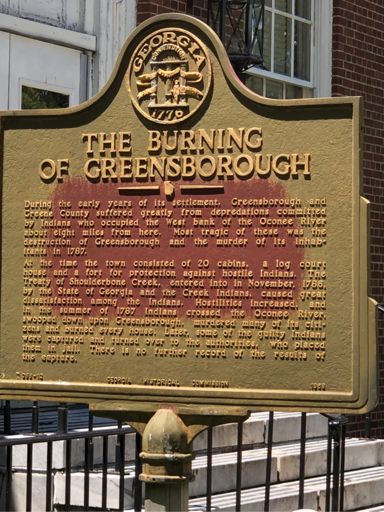 GEORGIA
1776
THE BURNING
OF GREENSBOROUGH
During the early years of its settlement, Greensborough and
Greene County suffered greatly from depredations committed
by Indians who occupied the West bank of the Oconee River
about eight miles from here. Most tragic of these was the
destruction of Greensborough and the murder of its inhab-
itants in 1787.
At the time the town consisted of 20 cabins, a log court
house and a fort for protection against hostile Indians. The
treaty of Shoulderbone Creek, entered into in November, 1786,
by the State of Georgia and the Creek Indians, caused great
dissatisfaction among the Indians. Hostilities increased, and
in the summer of 1787 Indians crossed the Oconee River,
swooped down upon Greensborough, murdered many of its citi-
zens and burned every house. Later, some of the guilty Indians
were captured and turned over to the authorities who placed
them in jail. There is no further record of the results of
the capture.
GEORGIA HISTORICAL COMMISSION